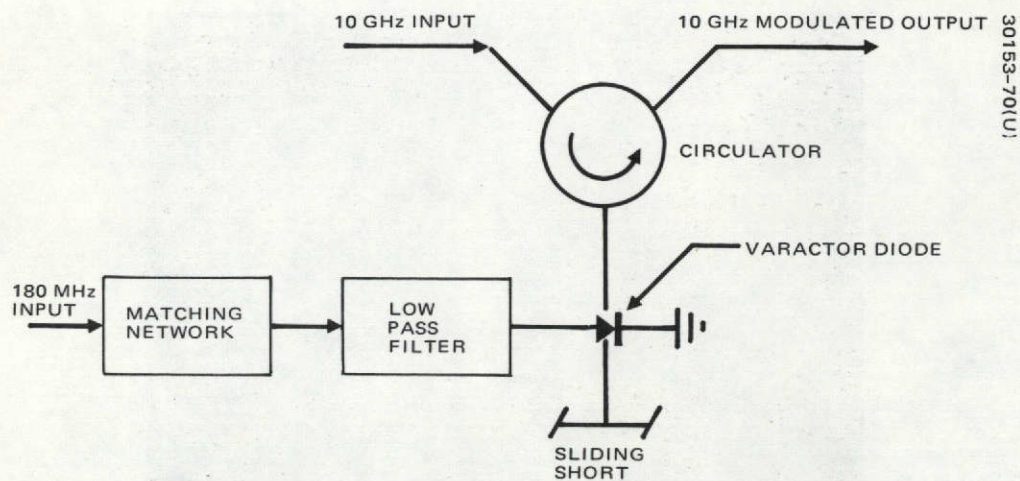 10 GHz INPUT
10 GHz MODULATED OUTPUT
30153-70(U)
CIRCULATOR
VARACTOR DIODE
180 MHz
INPUT
MATCHING
NETWORK
LOW
PASS
FILTER
SLIDING
SHORT